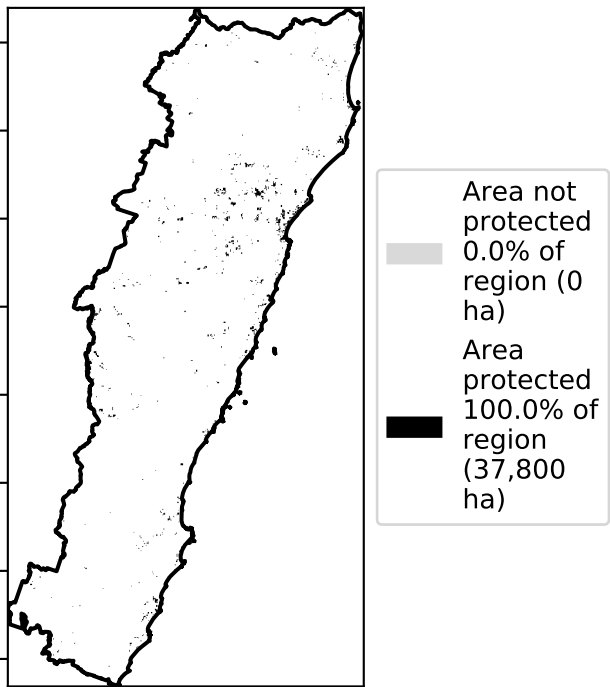 Area not
protected
0.0% of
region (0
ha)
Area
protected
100.0% of
region
(37,800
ha)